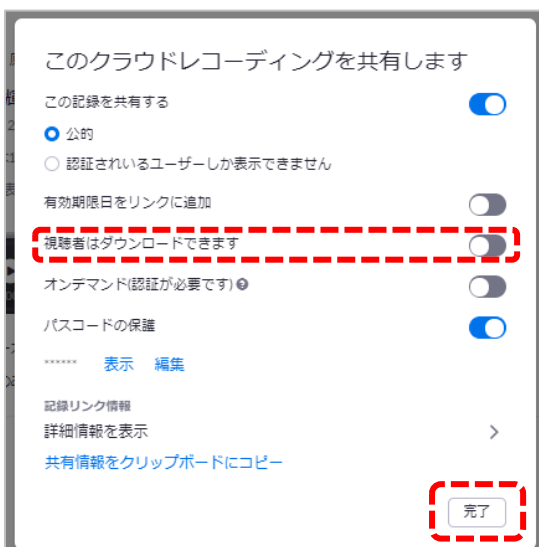 このクラウドレコーディングを共有します
この記録を共有する
公的
認証されいるユーザーしか表示できません
有効期限日をリンクに追加
視聴者はダウンロードできます
オンデマンド(認証が必要です)
パスコードの保護
****** 表示 編集
記録リンク情報
詳細情報を表示
共有情報をクリップボードにコピー
完了